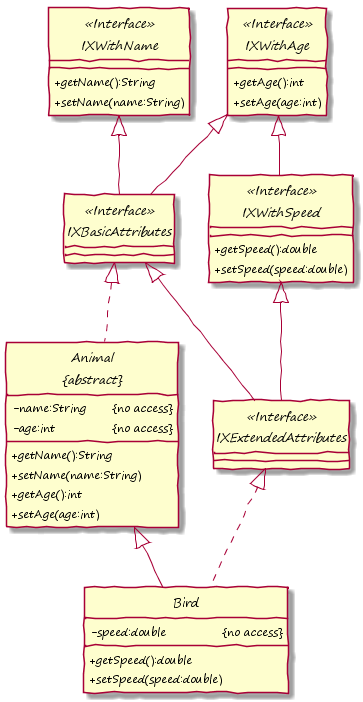 «Interface»
IXWithName
+getName():String
+setName(name:String)
«Interface»
IXWithAge
+getAge():int
+setAge(age:int)
«Interface»
IXBasicAttributes
«Interface»
IXWithSpeed
+getSpeed():double
+setSpeed(speed:double)
Animal
{abstract}
-name:String {no access}
-age:int {no access}
+getName():String
+setName(name:String)
+getAge():int
+setAge(age:int)
«Interface»
IXExtendedAttributes
Bird
-speed:double {no access}
+getSpeed():double
+setSpeed(speed:double)